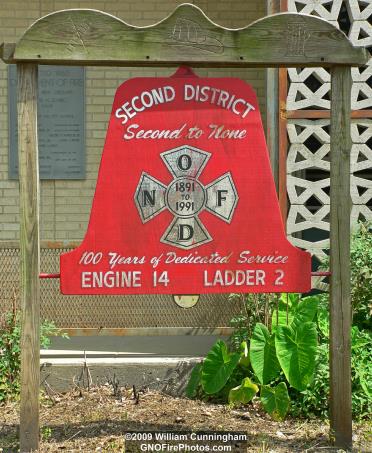 SECOND DISTRICT
Second to None
N O F D
1891
TO
1991
100 Years of Dedicated Service
ENGINE 14 LADDER 2
©2009 William Cunningham
GNOFirePhotos.com